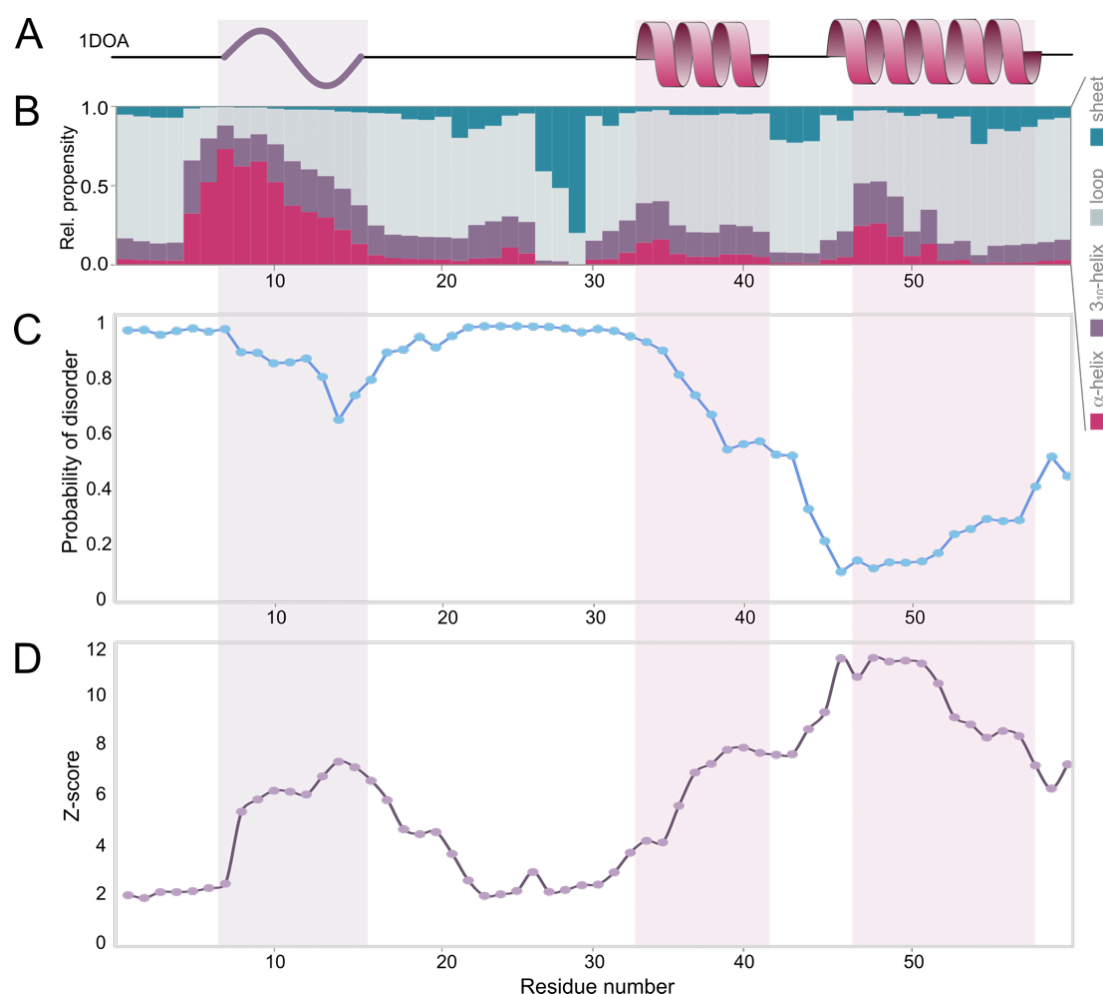 A
1DOA
B
1.0
0.5
0.0
Rel. propensity
10
20
30
40
50
sheet
loop
3₁₀-helix
α-helix
C
1
0.8
0.6
0.4
0.2
0
Probability of disorder
10
20
30
40
50
D
12
10
8
6
4
2
0
Z-score
10
20
30
40
50
Residue number